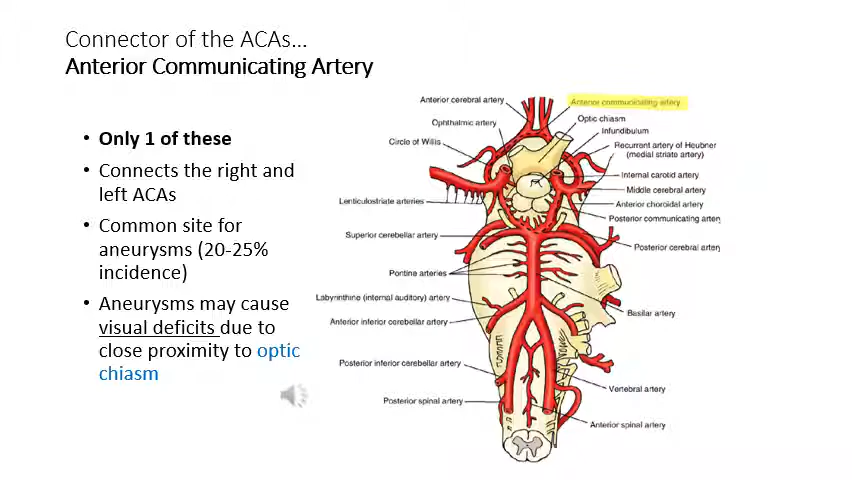 Connector of the ACAs…
Anterior Communicating Artery
• Only 1 of these
• Connects the right and
left ACAs
• Common site for
aneurysms (20-25%
incidence)
• Aneurysms may cause
visual deficits due to
close proximity to optic
chiasm
Anterior cerebral artery
Ophthalmic artery
Circle of Willis
Lenticulostriate arteries
Superior cerebellar artery
Pontine arteries
Labyrinthine (internal auditory) artery
Anterior inferior cerebellar artery
Posterior inferior cerebellar artery
Posterior spinal artery
Anterior communicating artery
Optic chiasm
Infundibulum
Recurrent artery of Heubner
(medial striate artery)
Internal carotid artery
Middle cerebral artery
Anterior choroidal artery
Posterior communicating artery
Posterior cerebral artery
Basilar artery
Vertebral artery
Anterior spinal artery